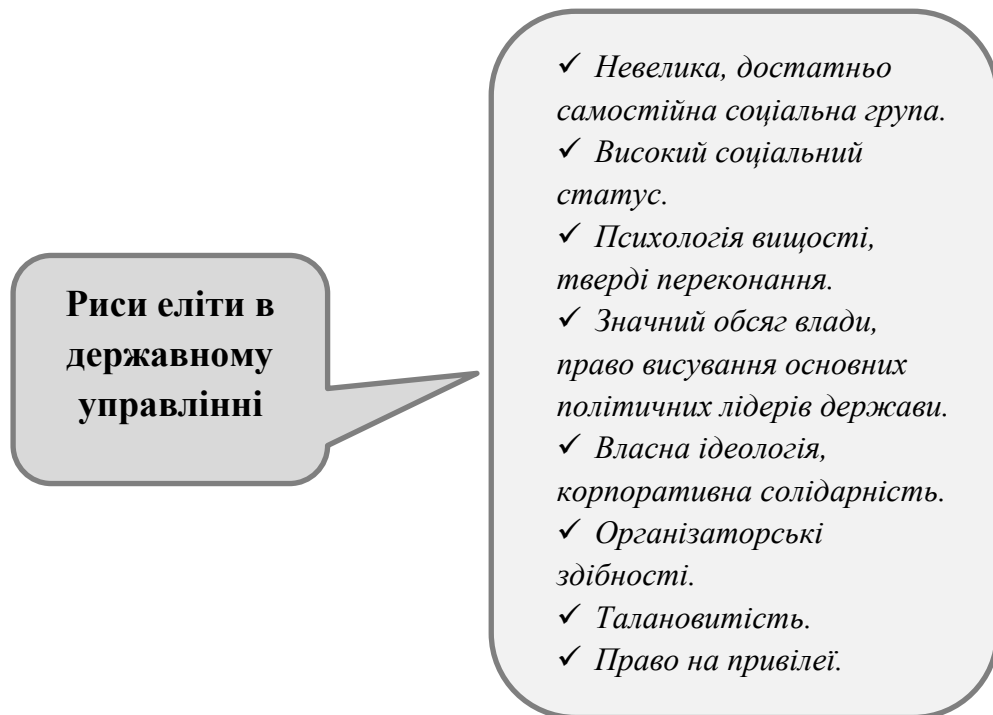 Риси еліти в
державному
управлінні
✓ Невелика, достатньо
самостійна соціальна група.
✓ Високий соціальний
статус.
✓ Психологія вищості,
тверді переконання.
✓ Значний обсяг влади,
право висування основних
політичних лідерів держави.
✓ Власна ідеологія,
корпоративна солідарність.
✓ Організаторські
здібності.
✓ Талановитість.
✓ Право на привілеї.